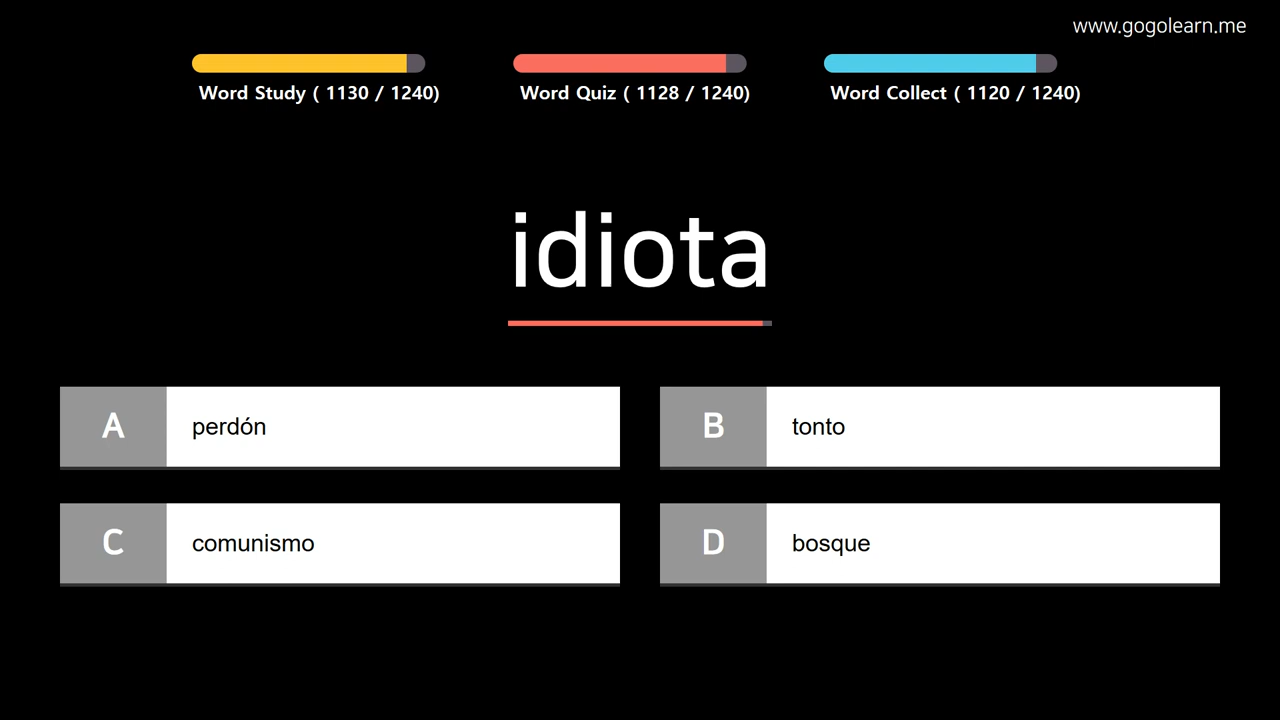 www.gogolearn.me
Word Study ( 1130 / 1240)
Word Quiz ( 1128 / 1240)
Word Collect ( 1120 / 1240)
idiota
A
perdón
B
tonto
C
comunismo
D
bosque